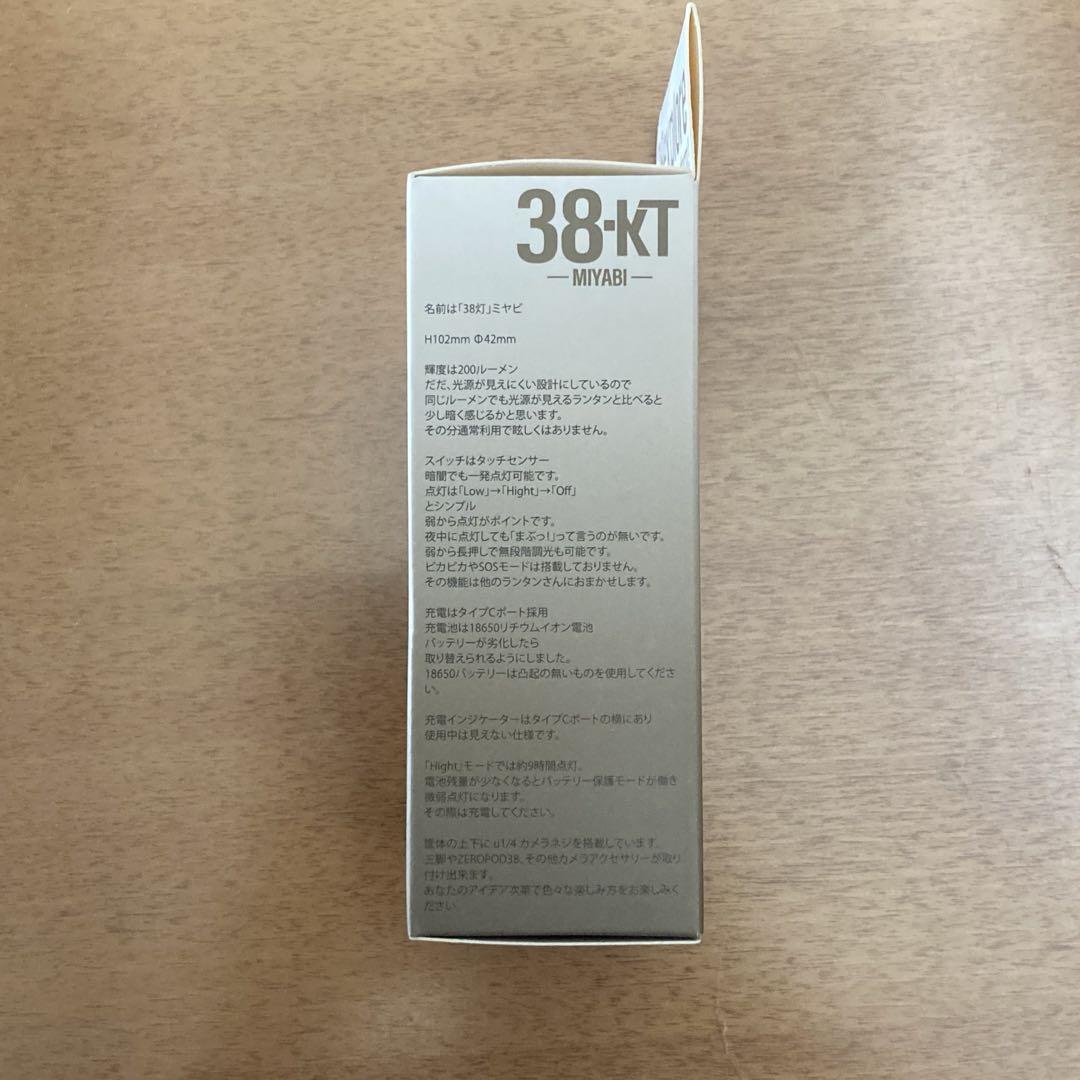 38-KT
MIYABI
名前は「38灯」ミヤビ
H102mm Φ42mm
輝度は200ルーメン
だだ、光源が見えにくい設計にしているので
同じルーメンでも光源が見えるランタンと比べると
少し暗く感じるかと思います。
その分通常利用で眩しくはありません。
スイッチはタッチセンサー
暗闇でも一発点灯可能です。
点灯は「Low」→「Hight」→「Off」
とシンプル
弱から点灯がポイントです。
夜中に点灯しても「まぶっ!」って言うのが無いです。
弱から長押しで無段階調光も可能です。
ピカピカやSOSモードは搭載しておりません。
その機能は他のランタンさんにおまかせします。
充電はタイプCポート採用
充電池は18650リチウムイオン電池
バッテリーが劣化したら
取り替えられるようにしました。
18650バッテリーは凸起の無いものを使用してくださ
い。
充電インジケーターはタイプCポートの横にあり
使用中は見えない仕様です。
「Hight」モードでは約9時間点灯。
電池残量が少なくなるとバッテリー保護モードが働き
微弱点灯になります。
その際は充電してください。
筐体の上下に u1/4 カメラネジを搭載しています。
三脚やZEROPOD38、その他カメラアクセサリーが取り
付け出来ます。
あなたのアイデア次第で色々な楽しみ方をお楽しみく
ださい。